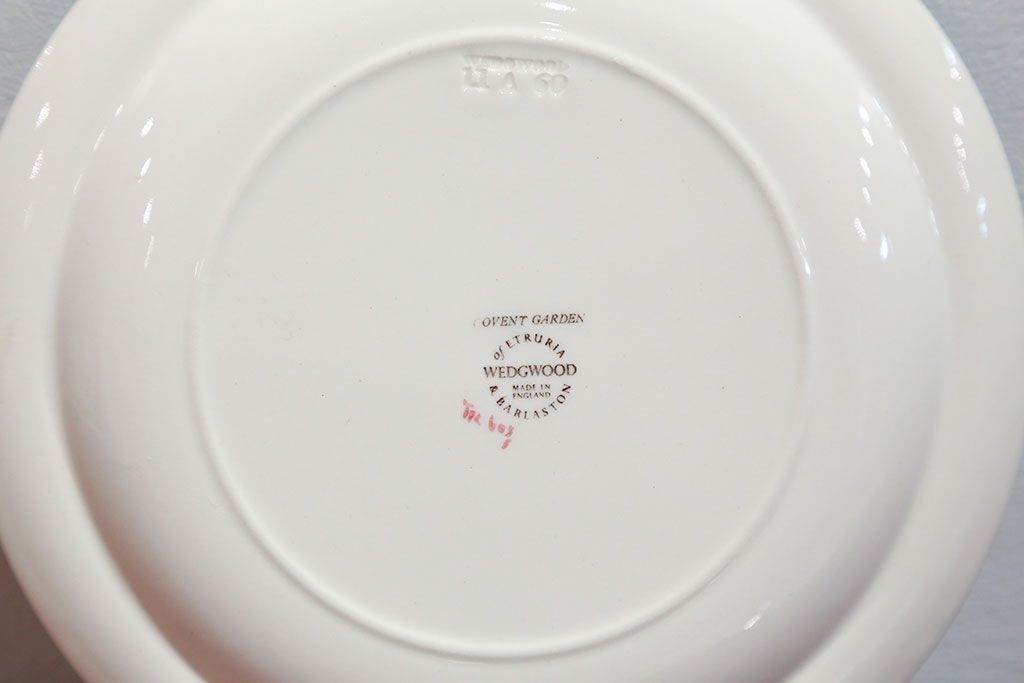 WEDGWOOD
11 A 60
COVENT GARDEN
of ETRURIA
WEDGWOOD
MADE IN
ENGLAND
& BARLASTON